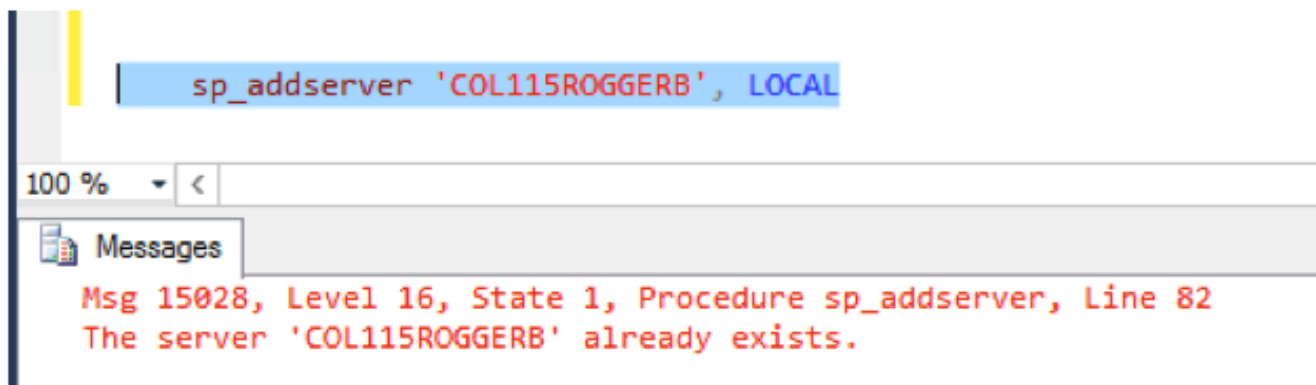 sp_addserver 'COL115ROGGERB', LOCAL
100 %
Messages
Msg 15028, Level 16, State 1, Procedure sp_addserver, Line 82
The server 'COL115ROGGERB' already exists.